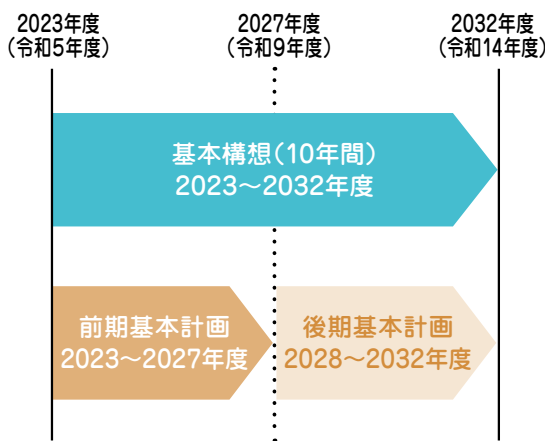 2023年度
(令和5年度)
2027年度
(令和9年度)
2032年度
(令和14年度)
基本構想(10年間)
2023〜2032年度
前期基本計画
2023〜2027年度
後期基本計画
2028〜2032年度